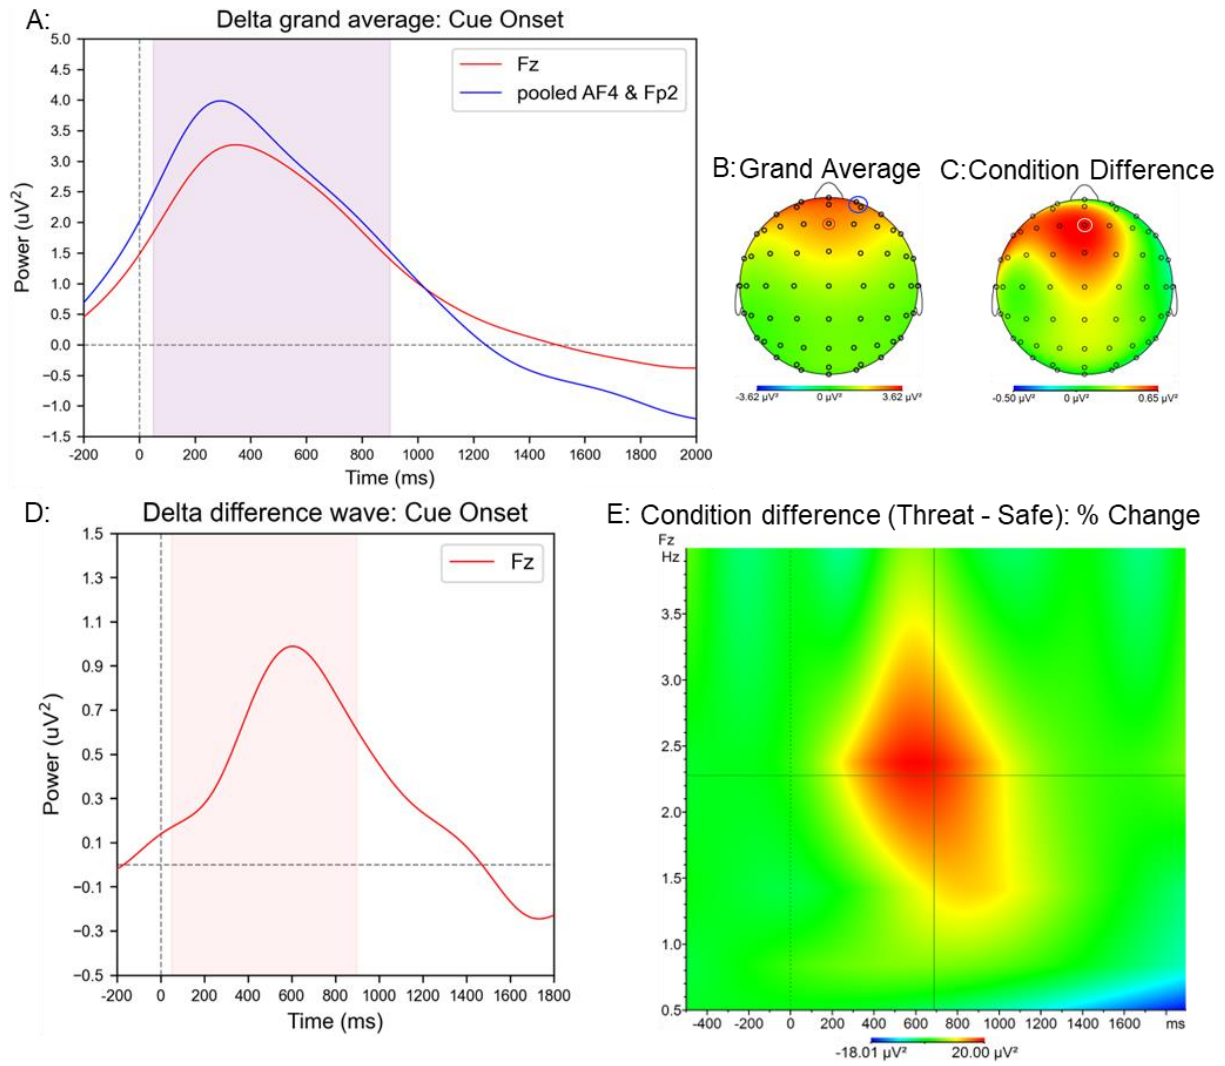 A:
Delta grand average: Cue Onset
5.0
4.5
4.0
3.5
3.0
2.5
2.0
1.5
1.0
0.5
0.0
−0.5
−1.0
−1.5
Power (uV²)
Fz
pooled AF4 & Fp2
-200 0 200 400 600 800 1000 1200 1400 1600 1800 2000
Time (ms)
B: Grand Average
-3.62 µV² 0 µV² 3.62 µV²
C: Condition Difference
-0.50 µV² 0 µV² 0.65 µV²
D:
Delta difference wave: Cue Onset
1.5
1.3
1.1
0.9
0.7
0.5
0.3
0.1
−0.1
−0.3
−0.5
Power (uV²)
Fz
-200 0 200 400 600 800 1000 1200 1400 1600 1800
Time (ms)
E: Condition difference (Threat - Safe): % Change
Fz
Hz
3.0
2.5
2.0
1.5
1.0
0.5
-400 -200 0 200 400 600 800 1000 1200 1400 1600 ms
-18.01 µV² 20.00 µV²